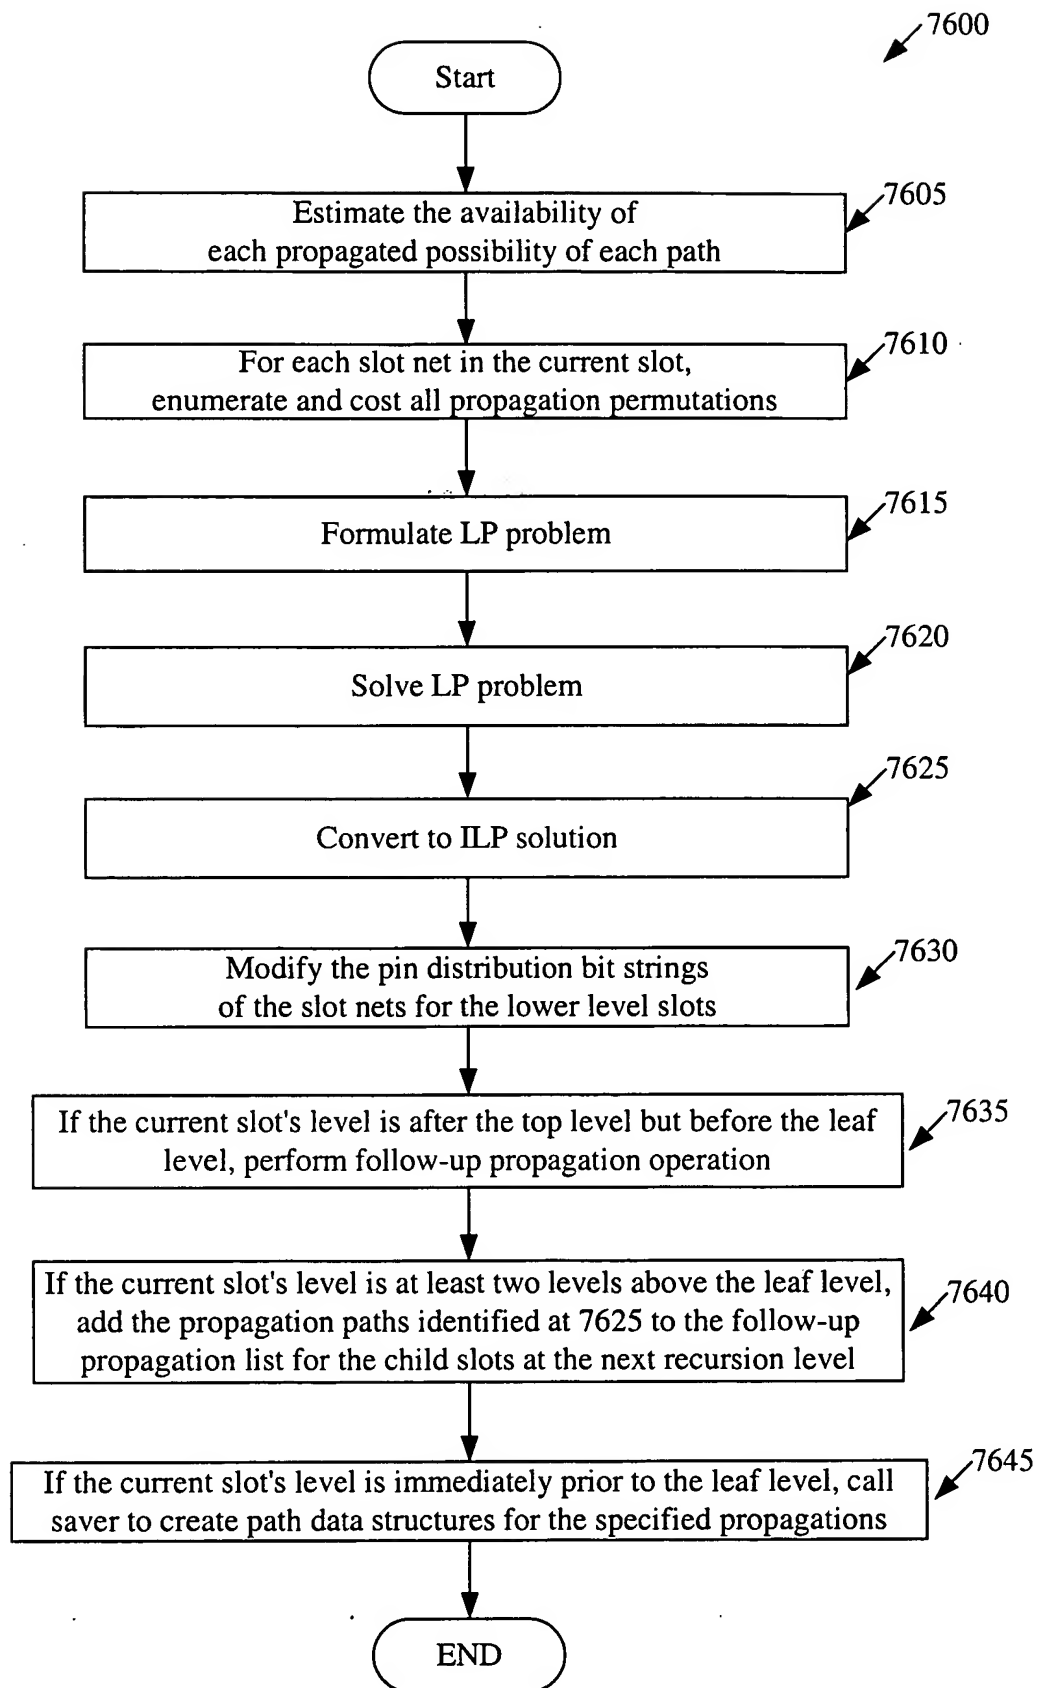 7600
Start
7605
Estimate the availability of
each propagated possibility of each path
7610
For each slot net in the current slot,
enumerate and cost all propagation permutations
7615
Formulate LP problem
7620
Solve LP problem
7625
Convert to ILP solution
7630
Modify the pin distribution bit strings
of the slot nets for the lower level slots
7635
If the current slot's level is after the top level but before the leaf
level, perform follow-up propagation operation
7640
If the current slot's level is at least two levels above the leaf level,
add the propagation paths identified at 7625 to the follow-up
propagation list for the child slots at the next recursion level
7645
If the current slot's level is immediately prior to the leaf level, call
saver to create path data structures for the specified propagations
END